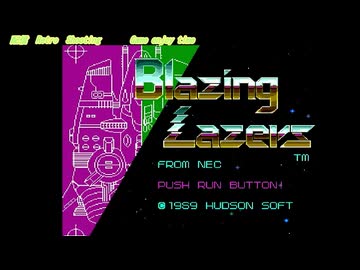 Retro Shooting Game enjoy time
Blazing
Lazers
TM
FROM NEC
PUSH RUN BUTTON!
© 1989 HUDSON SOFT